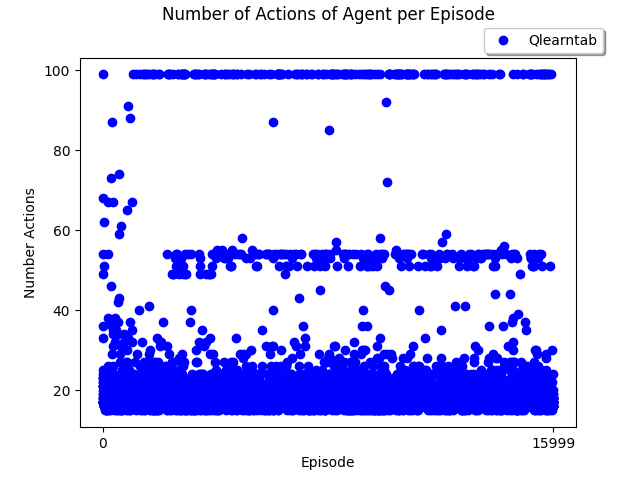 Number of Actions of Agent per Episode
Qlearntab
100
80
60
40
20
Number Actions
0
15999
Episode